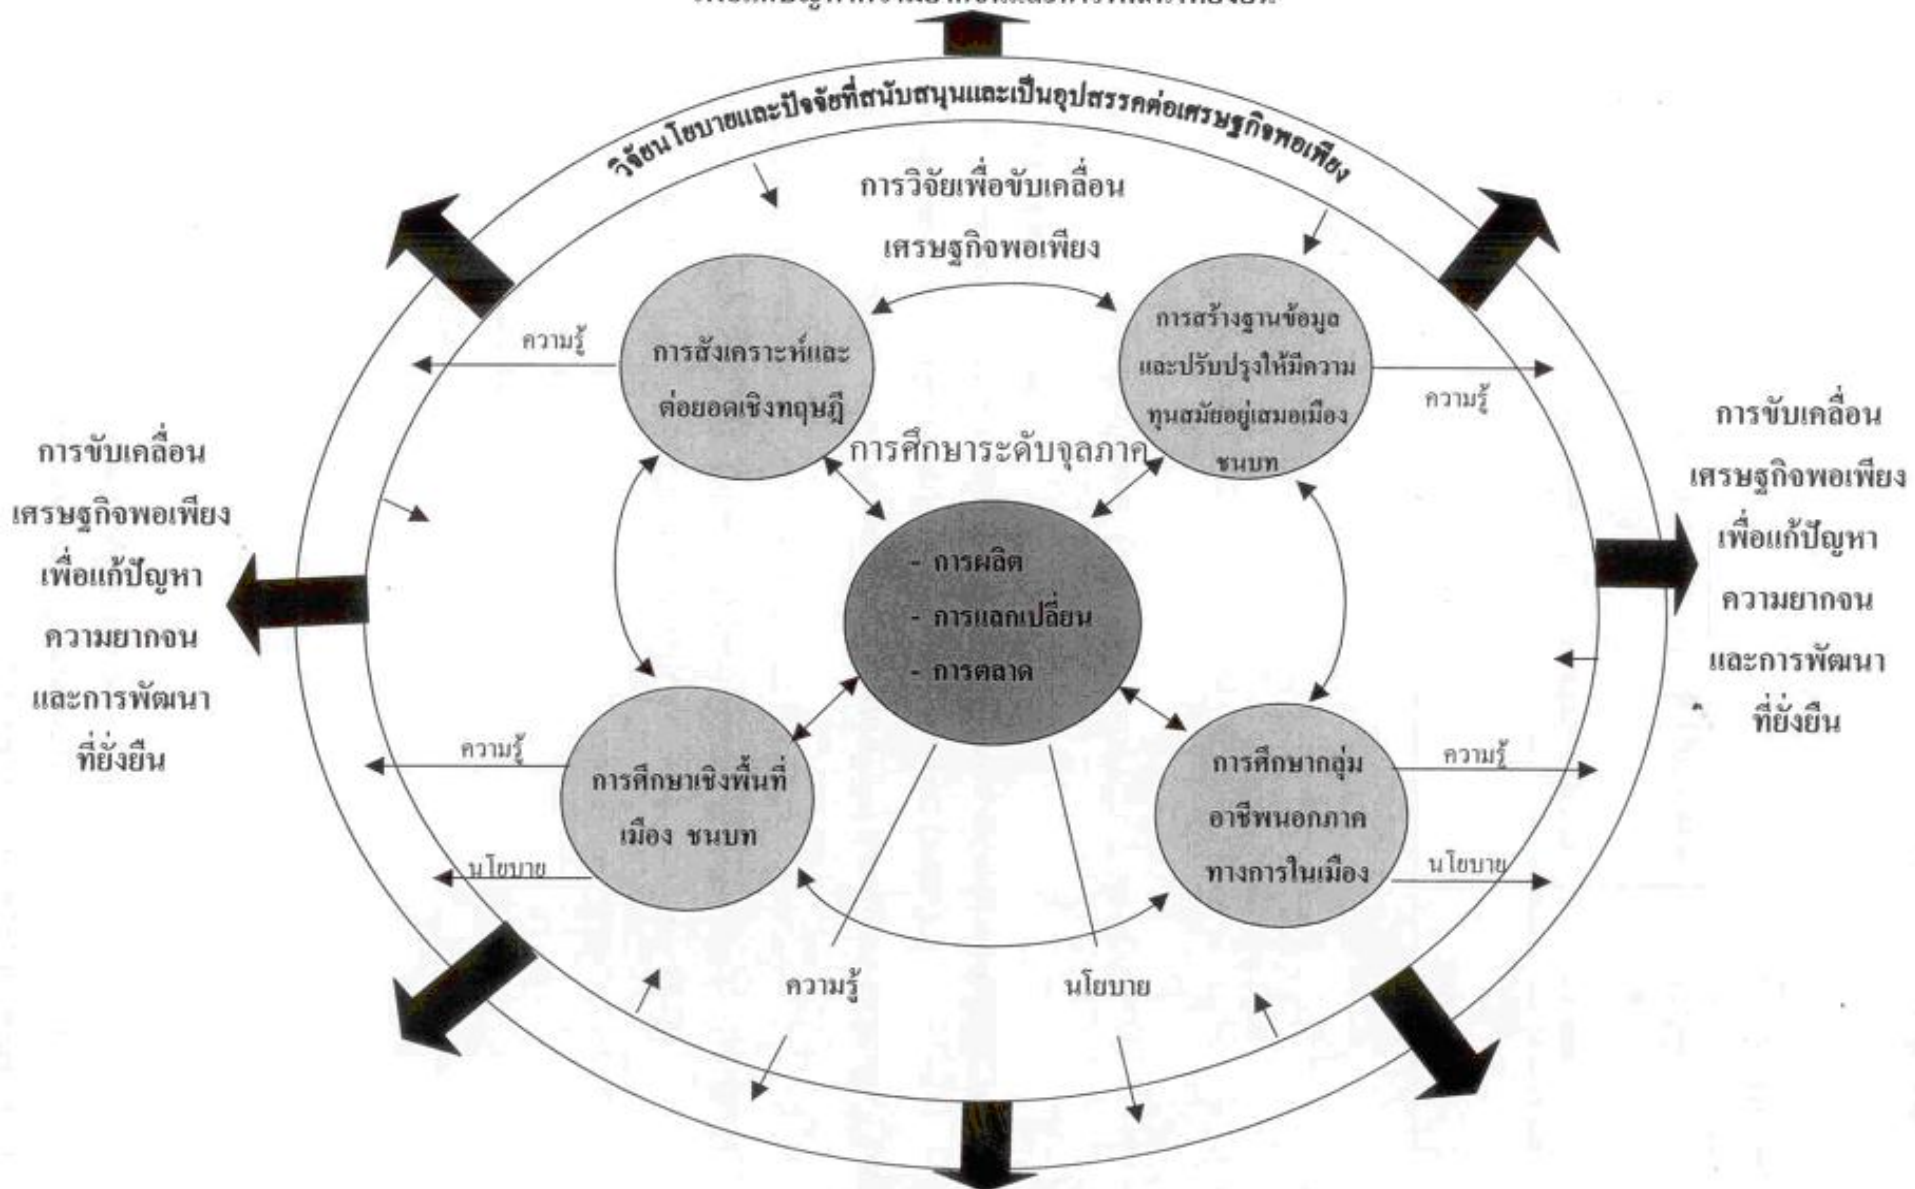 วิจัยนโยบายและปัจจัยที่สนับสนุนและเป็นอุปสรรคต่อเศรษฐกิจพอเพียง
การวิจัยเพื่อขับเคลื่อน
เศรษฐกิจพอเพียง
ความรู้
การสังเคราะห์และ
ต่อยอดเชิงทฤษฎี
การสร้างฐานข้อมูล
และปรับปรุงให้มีความ
ทุนสมัยอยู่เสมอเมือง
ชนบท
ความรู้
การศึกษาระดับจุลภาค
การขับเคลื่อน
เศรษฐกิจพอเพียง
เพื่อแก้ปัญหา
ความยากจน
และการพัฒนา
ที่ยั่งยืน
- การผลิต
- การแลกเปลี่ยน
- การตลาด
การขับเคลื่อน
เศรษฐกิจพอเพียง
เพื่อแก้ปัญหา
ความยากจน
และการพัฒนา
ที่ยั่งยืน
ความรู้
การศึกษาเชิงพื้นที่
เมือง ชนบท
นโยบาย
การศึกษากลุ่ม
อาชีพนอกภาค
ทางการในเมือง
ความรู้
นโยบาย
ความรู้
นโยบาย